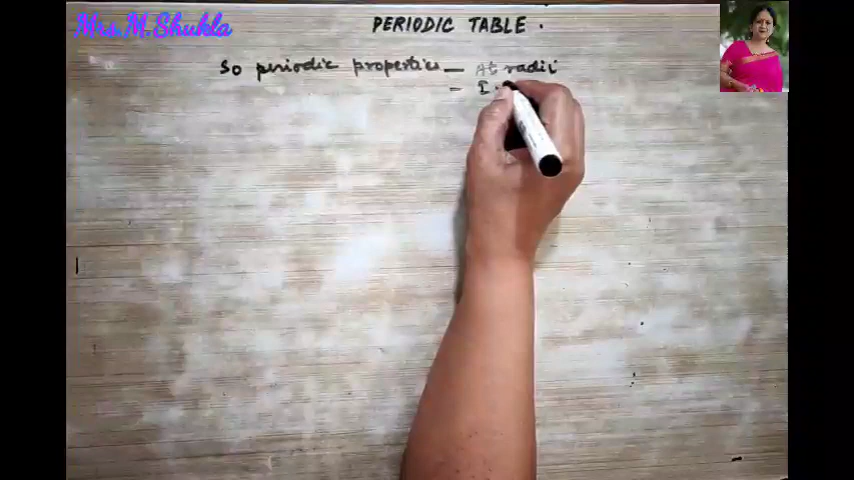 Mrs.M.Shukla
PERIODIC TABLE .
So periodic properties — At radii
- I.